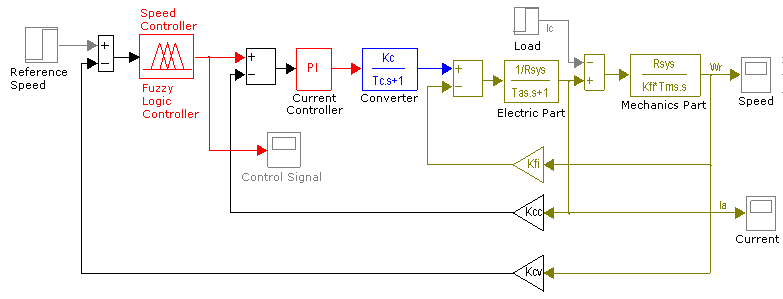 Speed
Controller
Reference
Speed
+
−
Fuzzy
Logic
Controller
+
−
PI
Current
Controller
Kc
Tc.s+1
Converter
Control Signal
+
−
1/Rsys
Tas.s+1
Electric Part
Load
Ic
−
+
Rsys
Kfi*Tms.s
Mechanics Part
Wr
Speed
Kfi
Kcc
Ia
Current
Kcv